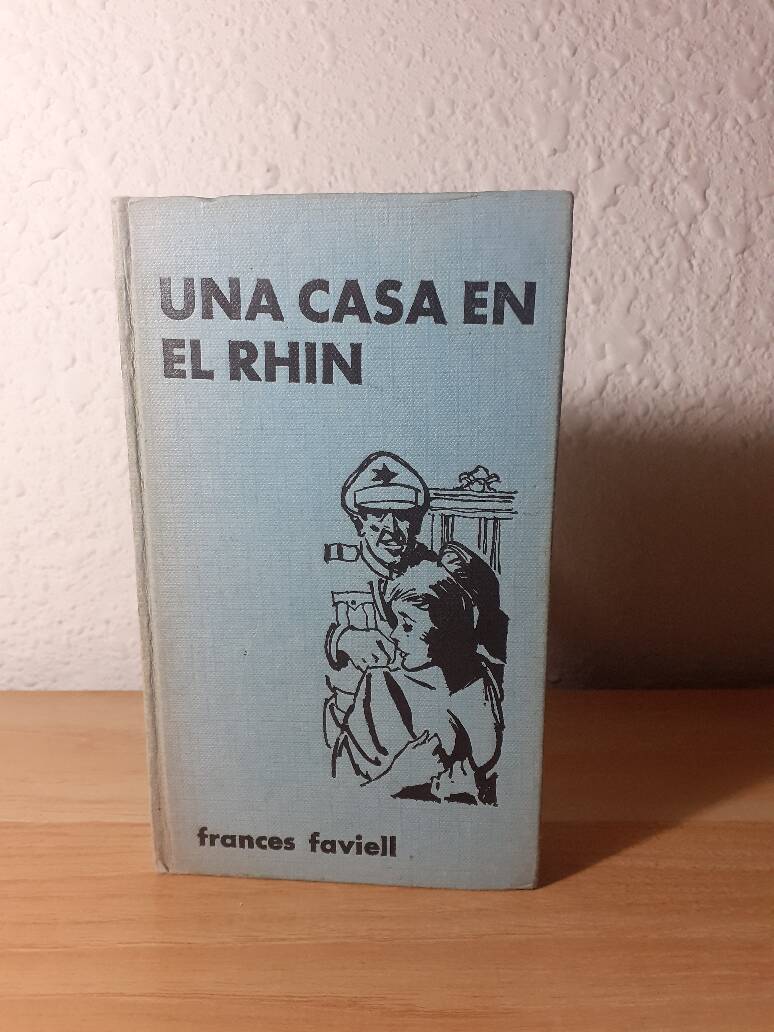 UNA CASA EN
EL RHIN
frances faviell